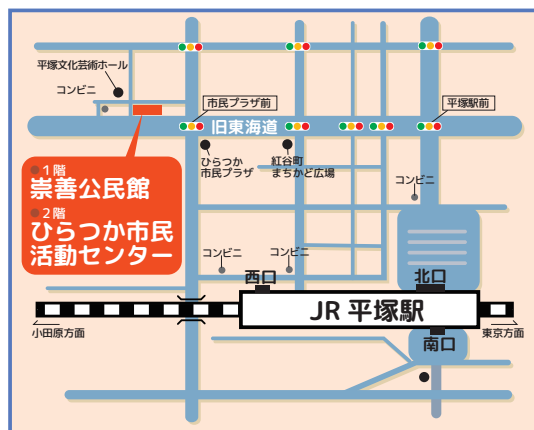 平塚文化芸術ホール
コンビニ
市民プラザ前
平塚駅前
旧東海道
ひらつか
市民プラザ
紅谷町
まちかど広場
●1階
崇善公民館
●2階
ひらつか市民
活動センター
コンビニ
コンビニ
コンビニ
西口
北口
JR 平塚駅
南口
小田原方面
東京方面